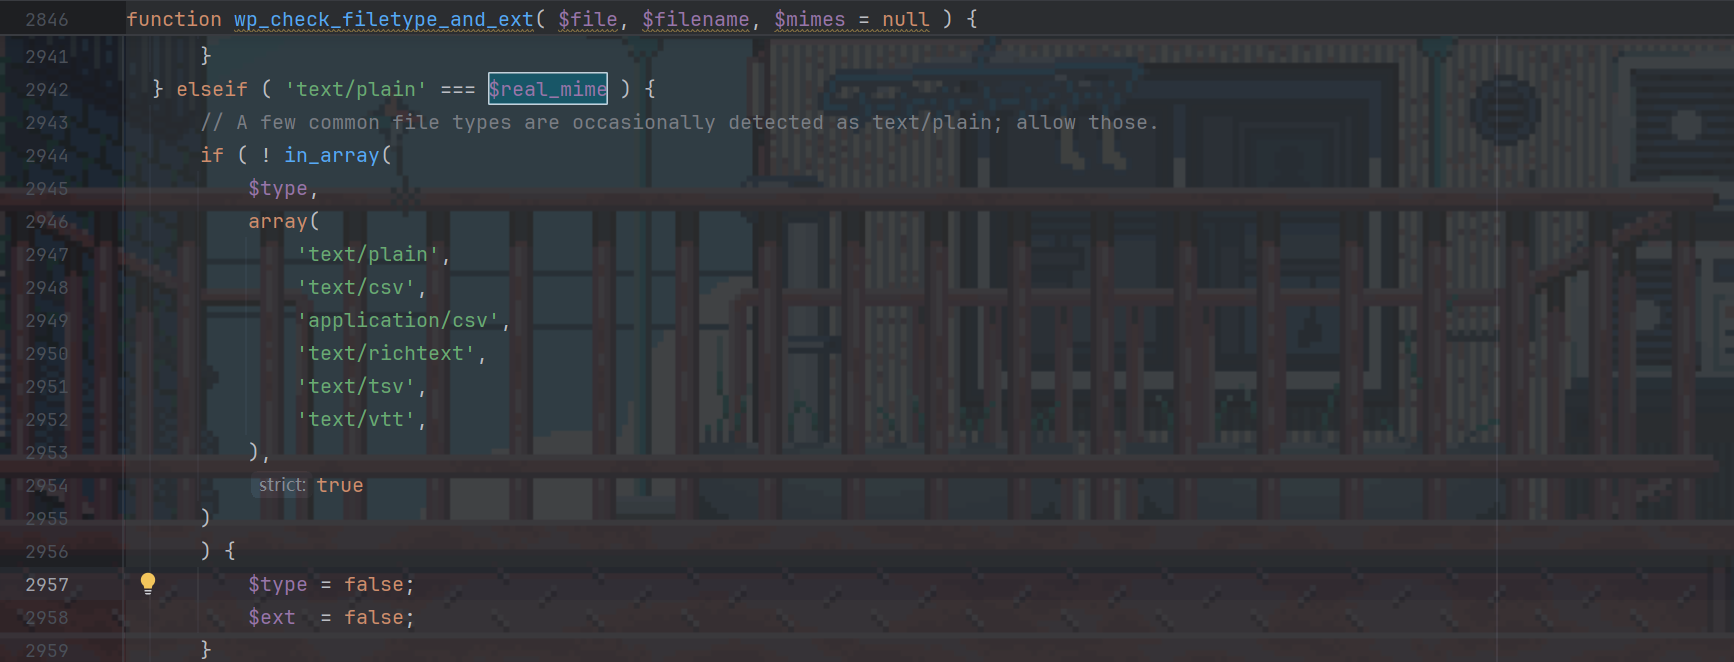 2846 function wp_check_filetype_and_ext( $file, $filename, $mimes = null ) {
2941 }
2942 } elseif ( 'text/plain' === $real_mime ) {
2943 // A few common file types are occasionally detected as text/plain; allow those.
2944 if ( ! in_array(
2945 $type,
2946 array(
2947 'text/plain',
2948 'text/csv',
2949 'application/csv',
2950 'text/richtext',
2951 'text/tsv',
2952 'text/vtt',
2953 ),
2954 strict: true
2955 )
2956 ) {
2957 $type = false;
2958 $ext = false;
2959 }